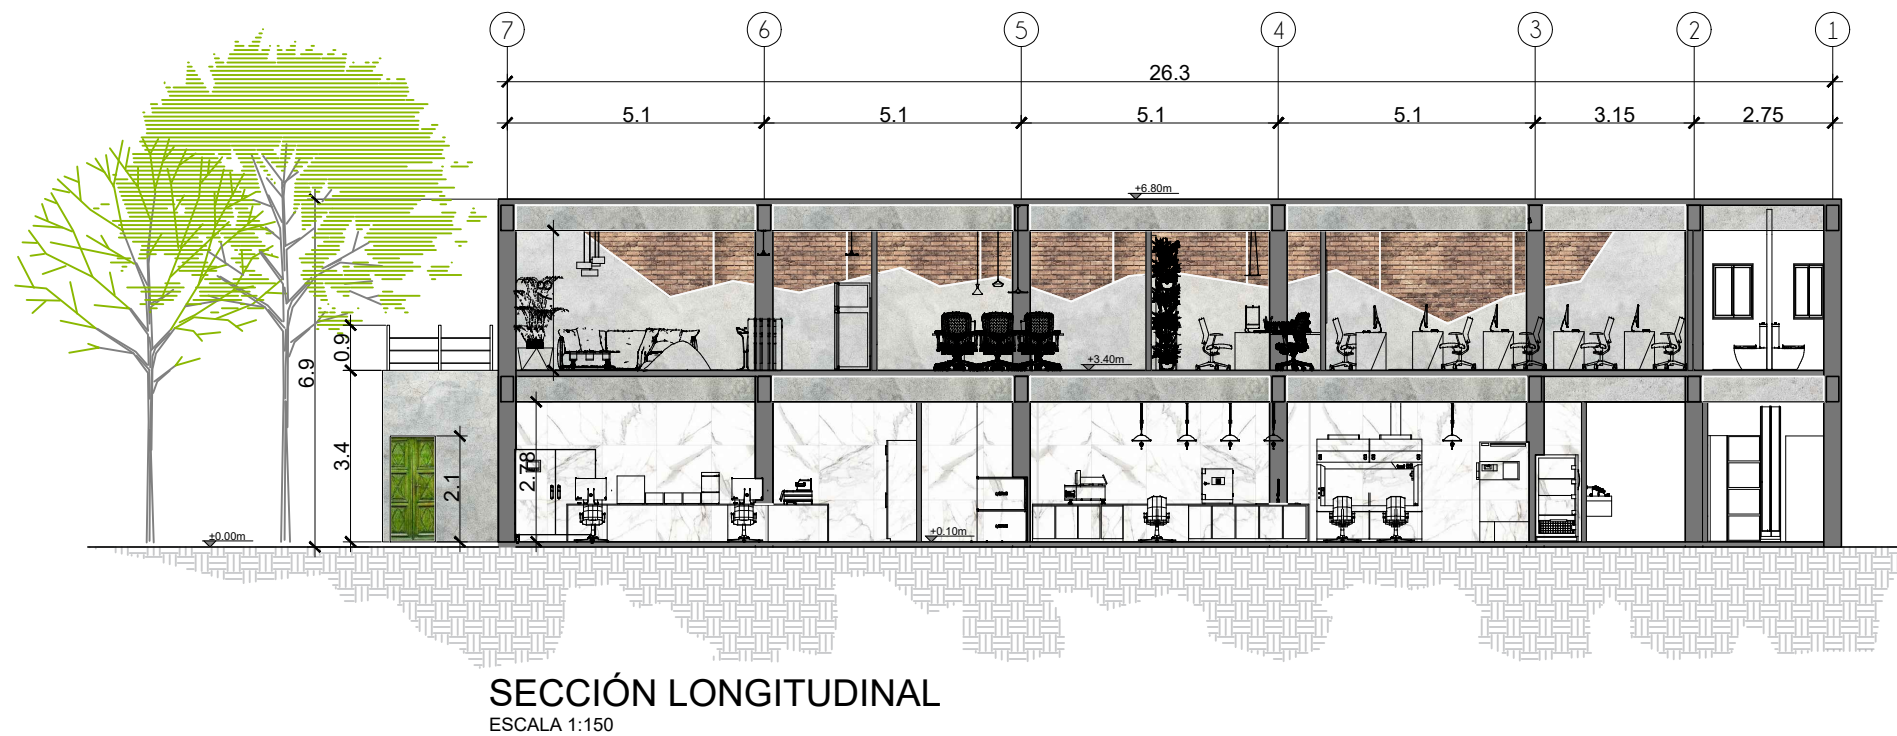 7 6 5 4 3 2 1
26.3
5.1 5.1 5.1 5.1 3.15 2.75
+6.80m
+3.40m
0.9
6.9
3.4
2.1
2.78
+0.00m
+0.10m
SECCIÓN LONGITUDINAL
ESCALA 1:150